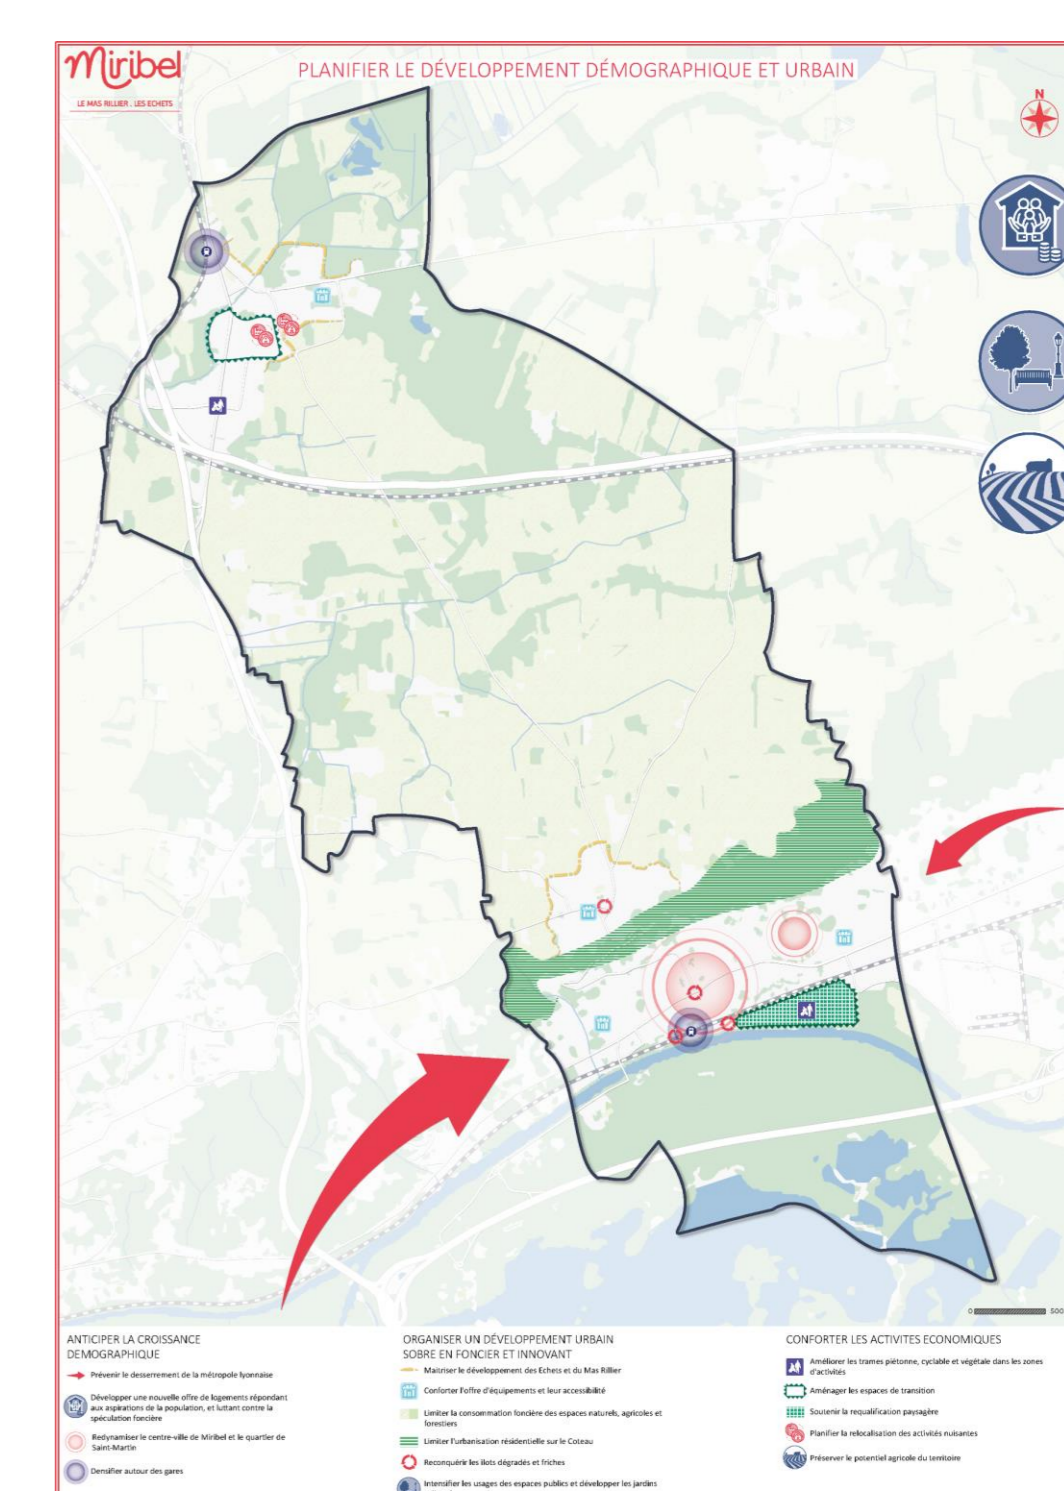 Miribel
LE MAS RILLIER . LES ECHETS
PLANIFIER LE DÉVELOPPEMENT DÉMOGRAPHIQUE ET URBAIN
N
0 500
ANTICIPER LA CROISSANCE
DEMOGRAPHIQUE
Prévenir le desserrement de la métropole lyonnaise
Développer une nouvelle offre de logements répondant
aux aspirations de la population, et luttant contre la
spéculation foncière
Redynamiser le centre-ville de Miribel et le quartier de
Saint-Martin
Densifier autour des gares
ORGANISER UN DÉVELOPPEMENT URBAIN
SOBRE EN FONCIER ET INNOVANT
Maitriser le développement des Echets et du Mas Rillier
Conforter l'offre d'équipements et leur accessibilité
Limiter la consommation foncière des espaces naturels, agricoles et
forestiers
Limiter l'urbanisation résidentielle sur le Coteau
Reconquérir les ilots dégradés et friches
Intensifier les usages des espaces publics et développer les jardins
CONFORTER LES ACTIVITES ECONOMIQUES
Améliorer les trames piétonne, cyclable et végétale dans les zones
d'activités
Aménager les espaces de transition
Soutenir la requalification paysagère
Planifier la relocalisation des activités nuisantes
Préserver le potentiel agricole du territoire